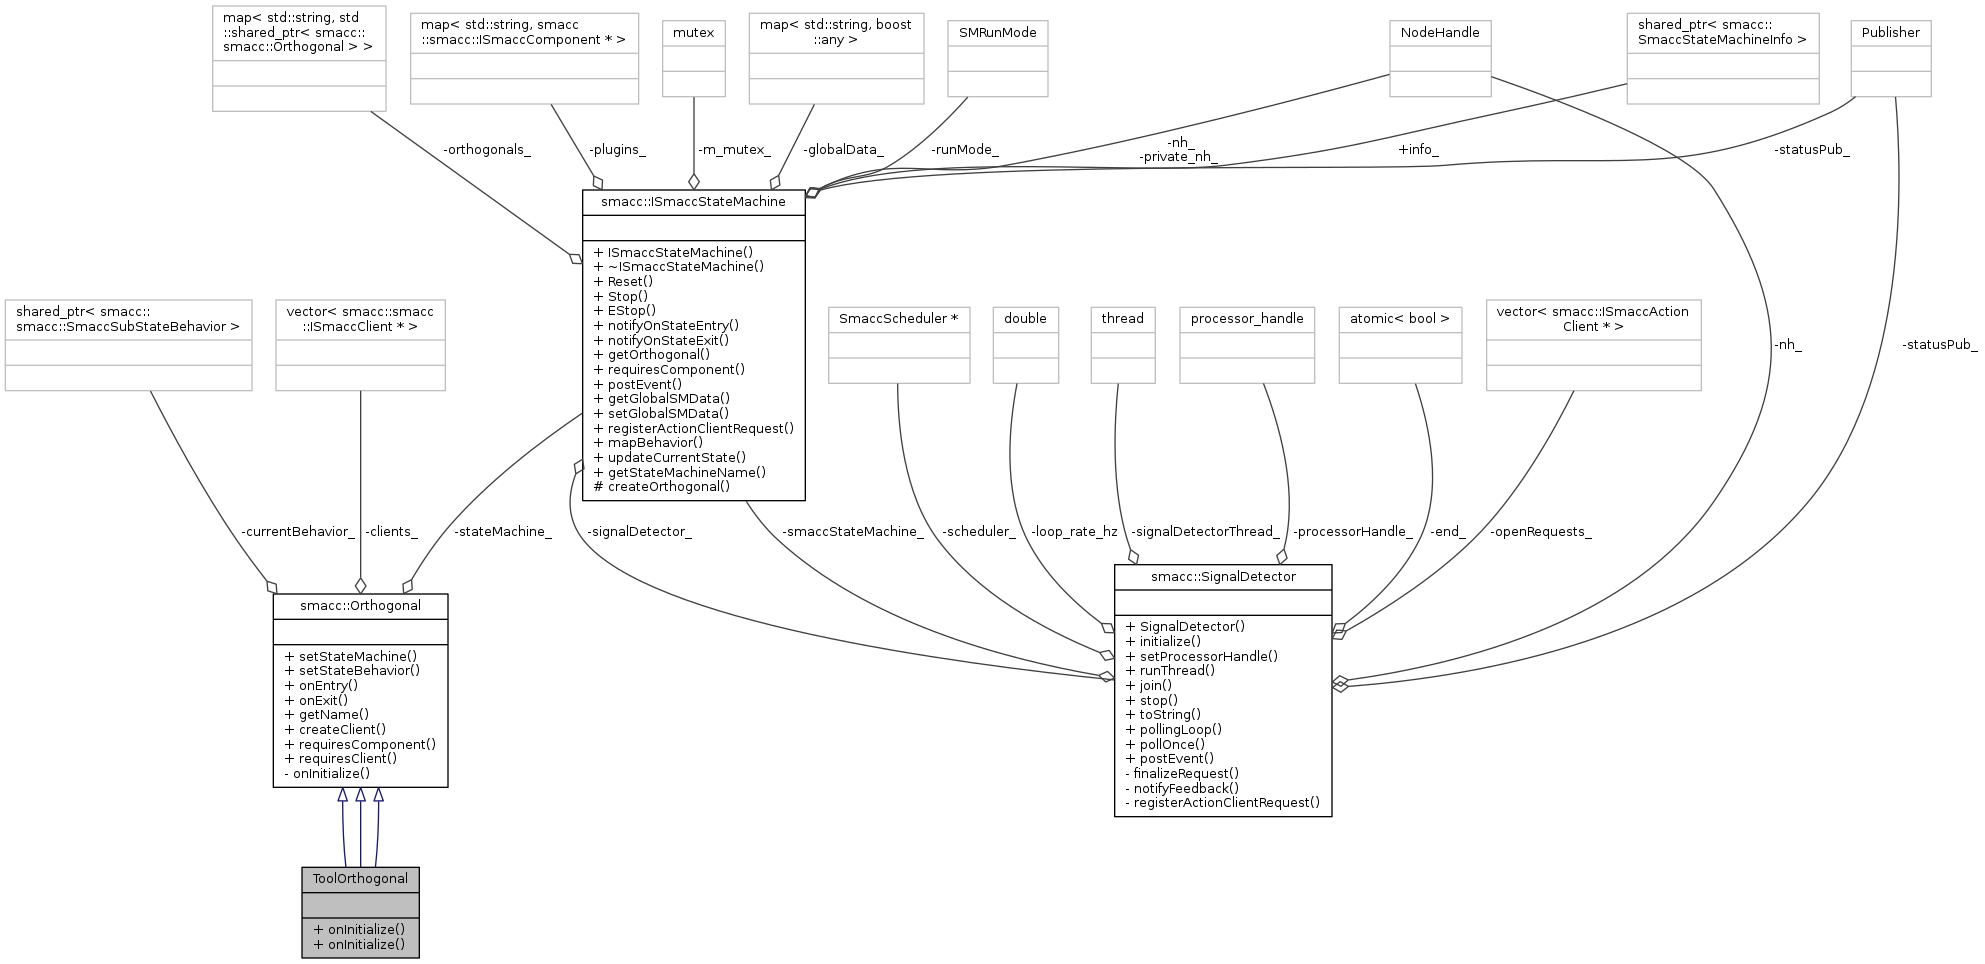 map< std::string, std
::shared_ptr< smacc::
smacc::Orthogonal > >
map< std::string, smacc
::smacc::ISmaccComponent * >
mutex
map< std::string, boost
::any >
SMRunMode
NodeHandle
shared_ptr< smacc::
SmaccStateMachineInfo >
Publisher
-orthogonals_
-plugins_
-m_mutex_
-globalData_
-runMode_
-nh_
-private_nh_
+info_
-statusPub_
smacc::ISmaccStateMachine
+ ISmaccStateMachine()
+ ~ISmaccStateMachine()
+ Reset()
+ Stop()
+ EStop()
+ notifyOnStateEntry()
+ notifyOnStateExit()
+ getOrthogonal()
+ requiresComponent()
+ postEvent()
+ getGlobalSMData()
+ setGlobalSMData()
+ registerActionClientRequest()
+ mapBehavior()
+ updateCurrentState()
+ getStateMachineName()
# createOrthogonal()
shared_ptr< smacc::
smacc::SmaccSubStateBehavior >
vector< smacc::smacc
::ISmaccClient * >
SmaccScheduler *
double
thread
processor_handle
atomic< bool >
vector< smacc::ISmaccAction
Client * >
-nh_
-statusPub_
-currentBehavior_
-clients_
-stateMachine_
-signalDetector_
-smaccStateMachine_
-scheduler_
-loop_rate_hz
-signalDetectorThread_
-processorHandle_
-end_
-openRequests_
smacc::Orthogonal
+ setStateMachine()
+ setStateBehavior()
+ onEntry()
+ onExit()
+ getName()
+ createClient()
+ requiresComponent()
+ requiresClient()
- onInitialize()
smacc::SignalDetector
+ SignalDetector()
+ initialize()
+ setProcessorHandle()
+ runThread()
+ join()
+ stop()
+ toString()
+ pollingLoop()
+ pollOnce()
+ postEvent()
- finalizeRequest()
- notifyFeedback()
- registerActionClientRequest()
ToolOrthogonal
+ onInitialize()
+ onInitialize()